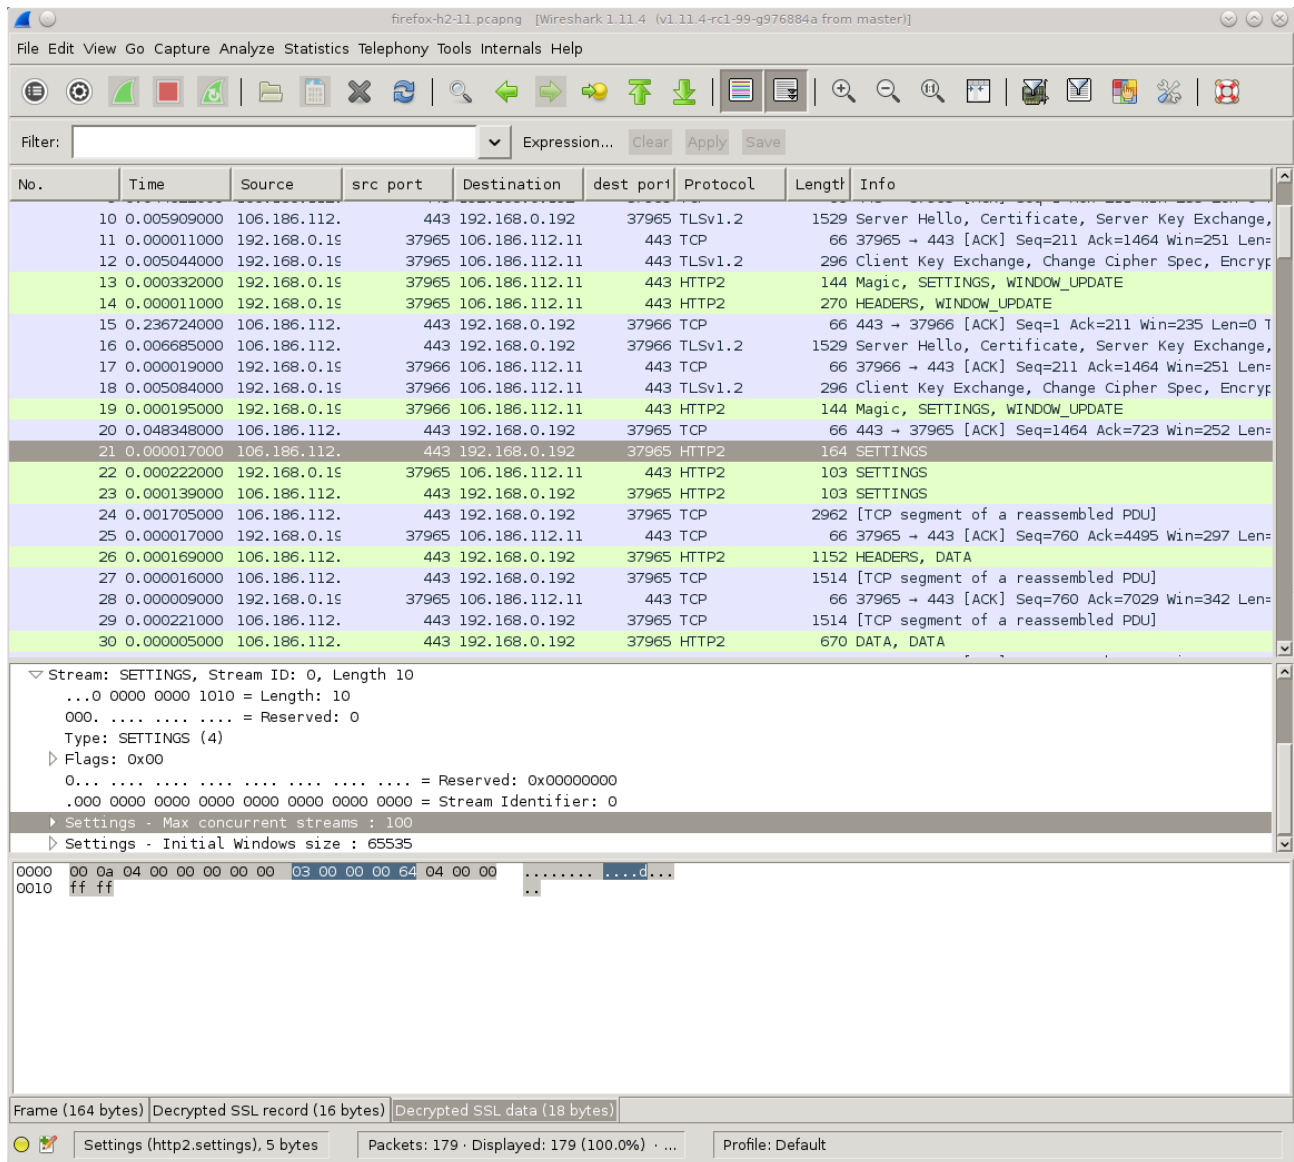 firefox-h2-11.pcapng   [Wireshark 1.11.4  (v1.11.4-rc1-99-g976884a from master)]
File Edit View Go Capture Analyze Statistics Telephony Tools Internals Help
Filter: Expression... Clear Apply Save
No. Time Source src port Destination dest port Protocol Length Info
10 0.005909000 106.186.112. 443 192.168.0.192 37965 TLSv1.2 1529 Server Hello, Certificate, Server Key Exchange,
11 0.000011000 192.168.0.19 37965 106.186.112.11 443 TCP 66 37965 → 443 [ACK] Seq=211 Ack=1464 Win=251 Len=
12 0.005044000 192.168.0.19 37965 106.186.112.11 443 TLSv1.2 296 Client Key Exchange, Change Cipher Spec, Encryp
13 0.000332000 192.168.0.19 37965 106.186.112.11 443 HTTP2 144 Magic, SETTINGS, WINDOW_UPDATE
14 0.000011000 192.168.0.19 37965 106.186.112.11 443 HTTP2 270 HEADERS, WINDOW_UPDATE
15 0.236724000 106.186.112. 443 192.168.0.192 37966 TCP 66 443 → 37966 [ACK] Seq=1 Ack=211 Win=235 Len=0 T
16 0.006685000 106.186.112. 443 192.168.0.192 37966 TLSv1.2 1529 Server Hello, Certificate, Server Key Exchange,
17 0.000019000 192.168.0.19 37966 106.186.112.11 443 TCP 66 37966 → 443 [ACK] Seq=211 Ack=1464 Win=251 Len=
18 0.005084000 192.168.0.19 37966 106.186.112.11 443 TLSv1.2 296 Client Key Exchange, Change Cipher Spec, Encryp
19 0.000195000 192.168.0.19 37966 106.186.112.11 443 HTTP2 144 Magic, SETTINGS, WINDOW_UPDATE
20 0.048348000 106.186.112. 443 192.168.0.192 37965 TCP 66 443 → 37965 [ACK] Seq=1464 Ack=723 Win=252 Len=
21 0.000017000 106.186.112. 443 192.168.0.192 37965 HTTP2 164 SETTINGS
22 0.000222000 192.168.0.19 37965 106.186.112.11 443 HTTP2 103 SETTINGS
23 0.000139000 106.186.112. 443 192.168.0.192 37965 HTTP2 103 SETTINGS
24 0.001705000 106.186.112. 443 192.168.0.192 37965 TCP 2962 [TCP segment of a reassembled PDU]
25 0.000017000 192.168.0.19 37965 106.186.112.11 443 TCP 66 37965 → 443 [ACK] Seq=760 Ack=4495 Win=297 Len=
26 0.000169000 106.186.112. 443 192.168.0.192 37965 HTTP2 1152 HEADERS, DATA
27 0.000016000 106.186.112. 443 192.168.0.192 37965 TCP 1514 [TCP segment of a reassembled PDU]
28 0.000009000 192.168.0.19 37965 106.186.112.11 443 TCP 66 37965 → 443 [ACK] Seq=760 Ack=7029 Win=342 Len=
29 0.000221000 106.186.112. 443 192.168.0.192 37965 TCP 1514 [TCP segment of a reassembled PDU]
30 0.000005000 106.186.112. 443 192.168.0.192 37965 HTTP2 670 DATA, DATA
Stream: SETTINGS, Stream ID: 0, Length 10
...0 0000 0000 1010 = Length: 10
000. .... .... .... = Reserved: 0
Type: SETTINGS (4)
Flags: 0x00
0... .... .... .... .... .... .... .... = Reserved: 0x00000000
.000 0000 0000 0000 0000 0000 0000 0000 = Stream Identifier: 0
Settings - Max concurrent streams : 100
Settings - Initial Windows size : 65535
0000  00 0a 04 00 00 00 00 00  03 00 00 00 64 04 00 00   ........ ....d...
0010  ff ff   ..
Frame (164 bytes) Decrypted SSL record (16 bytes) Decrypted SSL data (18 bytes)
Settings (http2.settings), 5 bytes Packets: 179 · Displayed: 179 (100.0%) · ... Profile: Default